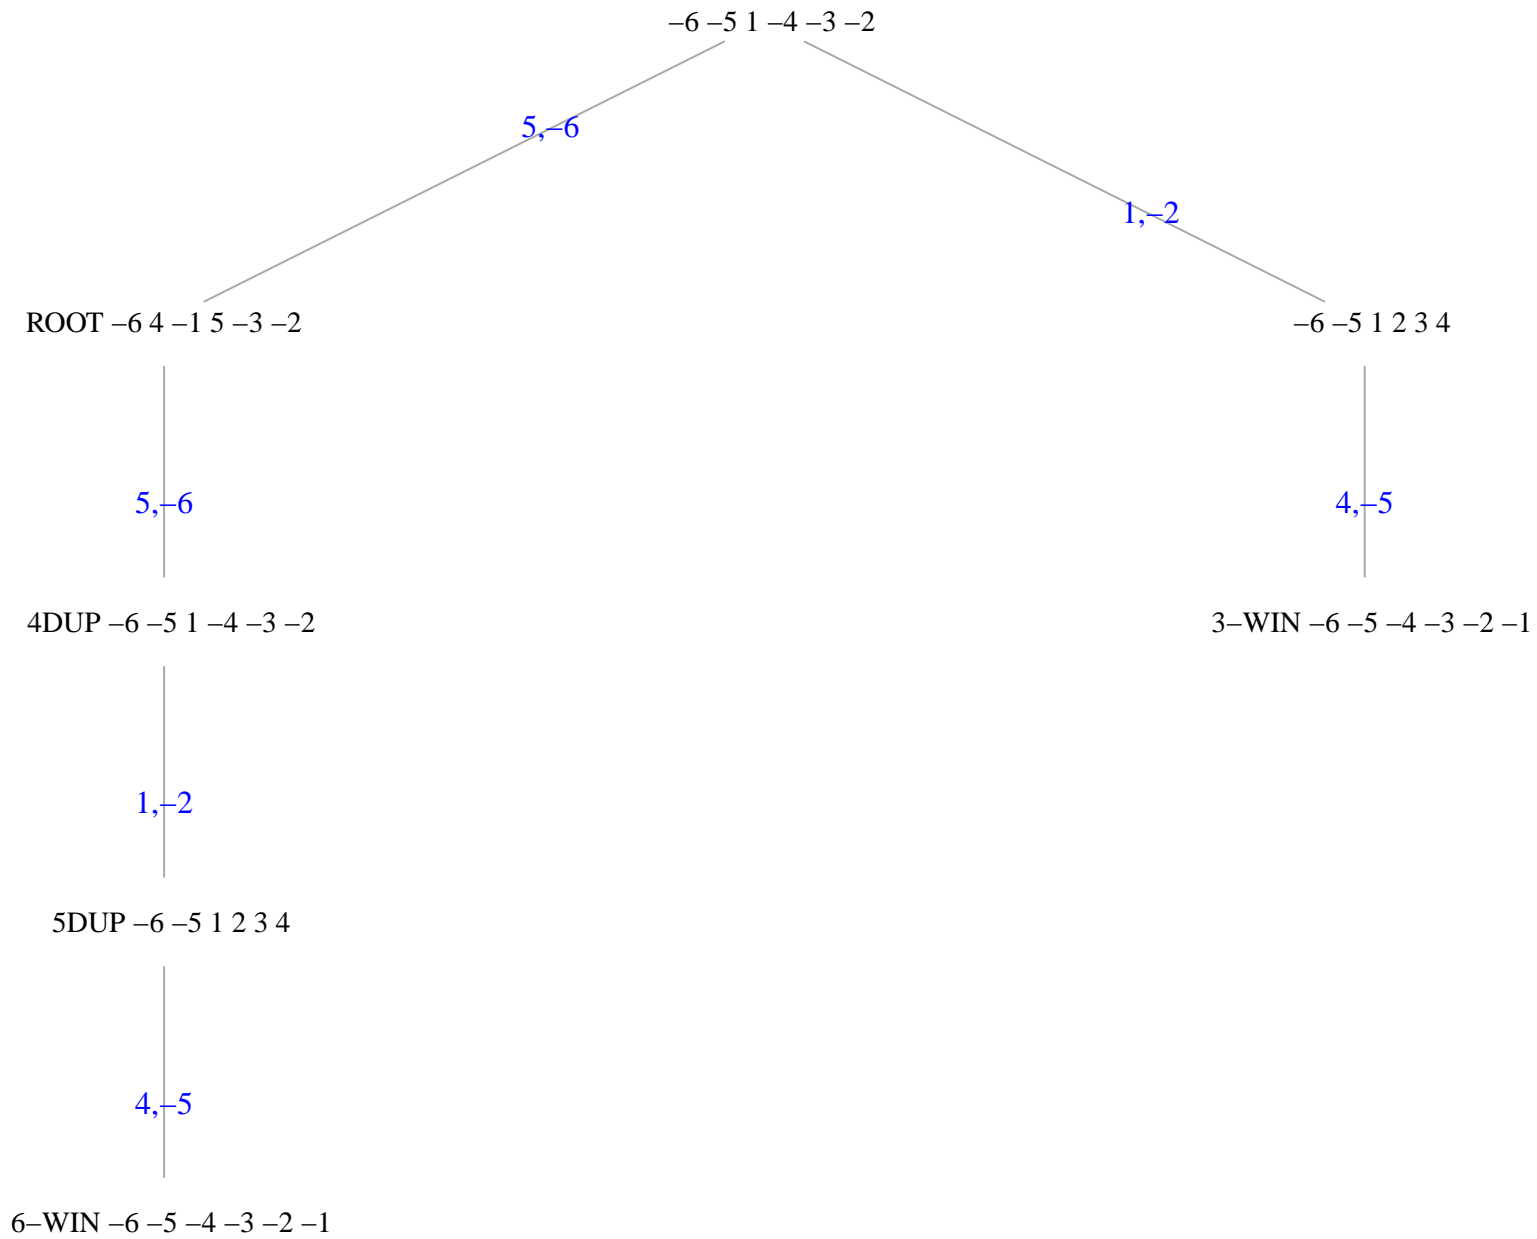 –6 –5 1 –4 –3 –2
5,–6
1,–2
ROOT –6 4 –1 5 –3 –2
–6 –5 1 2 3 4
5,–6
4,–5
4DUP –6 –5 1 –4 –3 –2
3–WIN –6 –5 –4 –3 –2 –1
1,–2
5DUP –6 –5 1 2 3 4
4,–5
6–WIN –6 –5 –4 –3 –2 –1